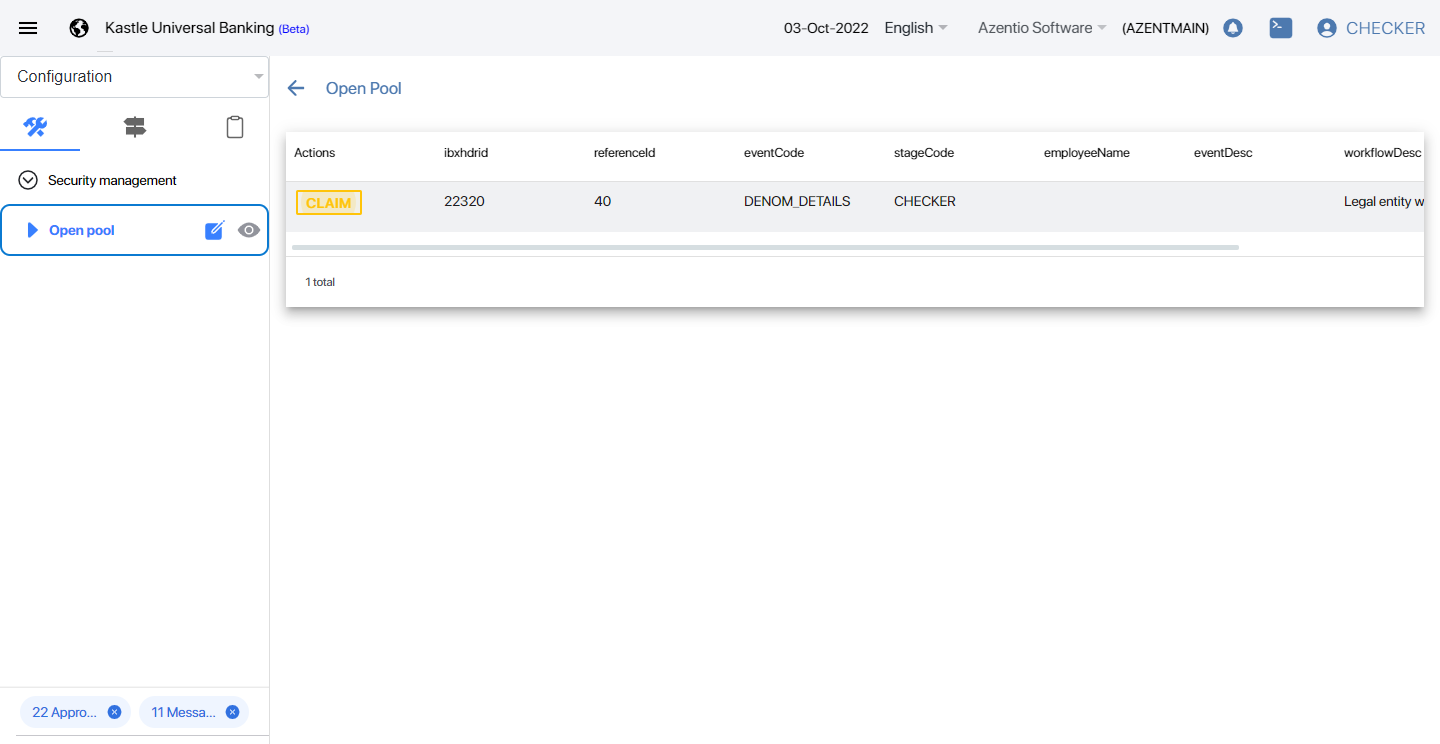 Kastle Universal Banking (Beta)
03-Oct-2022 English Azentio Software (AZENTMAIN) CHECKER
Configuration
Security management
Open pool
22 Appro...
11 Messa...
Open Pool
Actions ibxhdrid referenceId eventCode stageCode employeeName eventDesc workflowDesc
CLAIM 22320 40 DENOM_DETAILS CHECKER Legal entity w
1 total